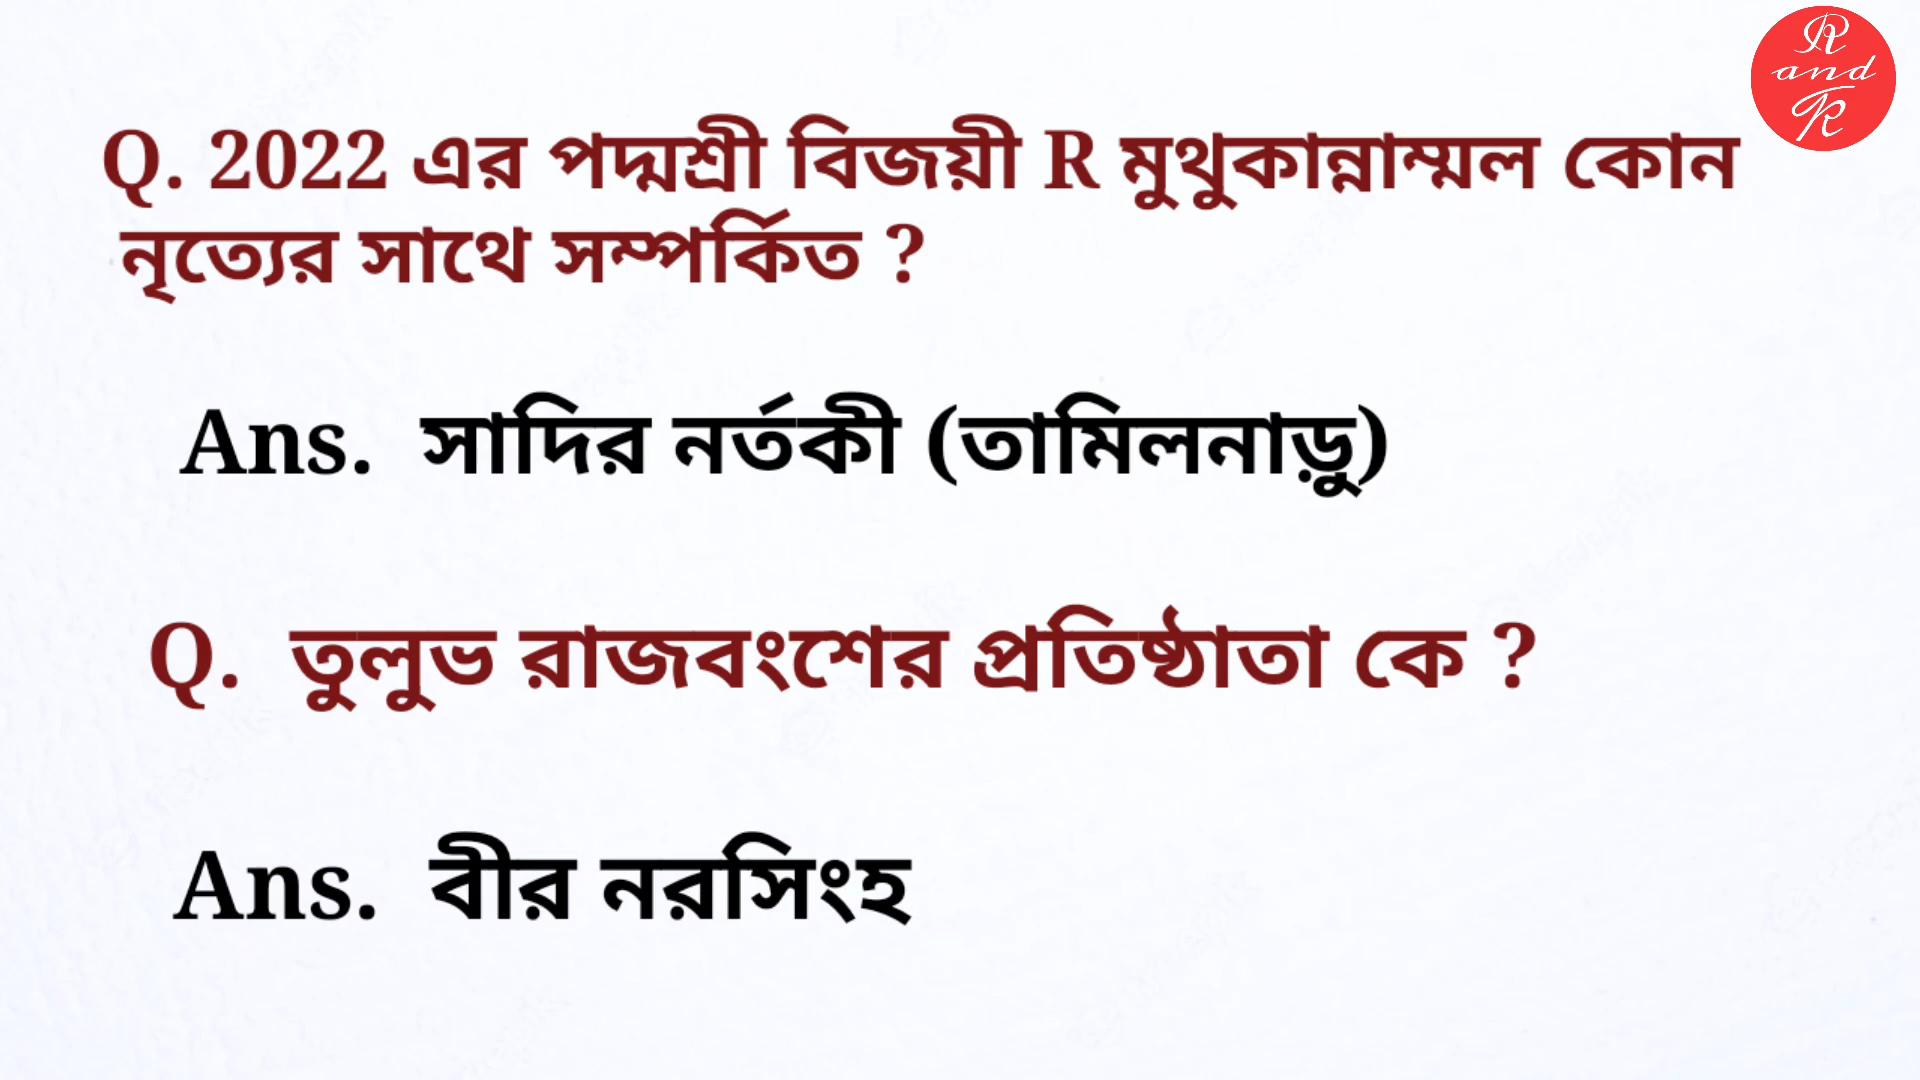 R
and
R
Q. 2022 এর পদ্মশ্রী বিজয়ী R মুথুকান্নাম্মল কোন
নৃত্যের সাথে সম্পর্কিত ?
Ans. সাদির নর্তকী (তামিলনাড়ু)
Q. তুলুভ রাজবংশের প্রতিষ্ঠাতা কে ?
Ans. বীর নরসিংহ